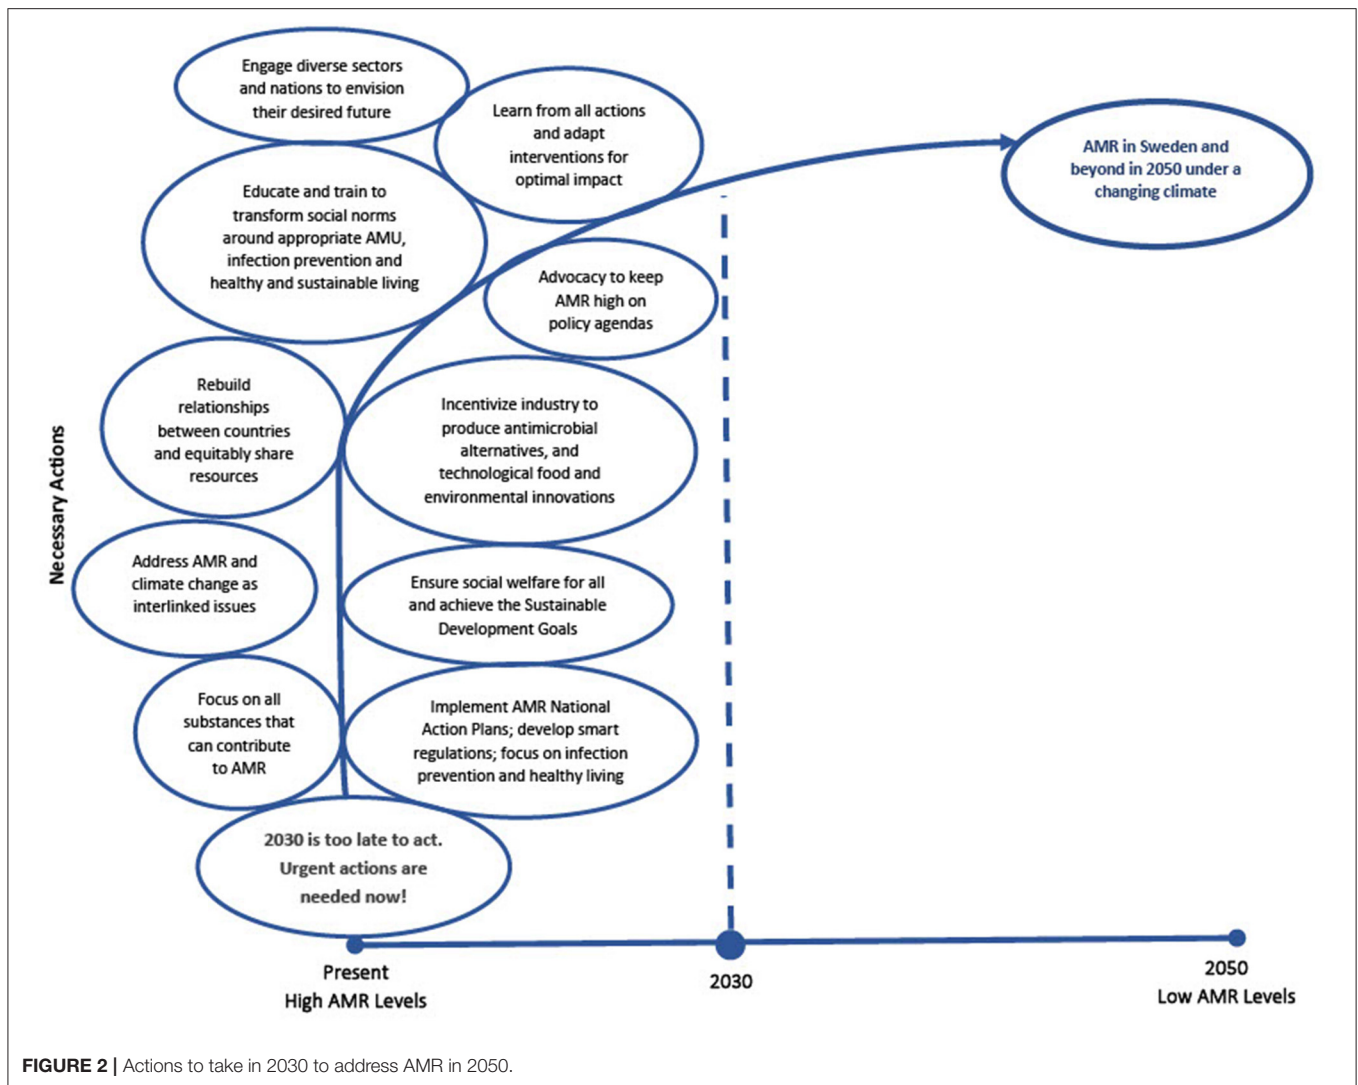 Engage diverse sectors
and nations to envision
their desired future
Learn from all actions
and adapt
interventions for
optimal impact
AMR in Sweden and
beyond in 2050 under a
changing climate
Educate and train to
transform social norms
around appropriate AMU,
infection prevention and
healthy and sustainable living
Advocacy to keep
AMR high on
policy agendas
Rebuild
relationships
between countries
and equitably share
resources
Incentivize industry to
produce antimicrobial
alternatives, and
technological food and
environmental innovations
Necessary Actions
Address AMR and
climate change as
interlinked issues
Ensure social welfare for all
and achieve the Sustainable
Development Goals
Focus on all
substances that
can contribute
to AMR
Implement AMR National
Action Plans; develop smart
regulations; focus on infection
prevention and healthy living
2030 is too late to act.
Urgent actions are
needed now!
Present
High AMR Levels
2030
2050
Low AMR Levels
FIGURE 2 | Actions to take in 2030 to address AMR in 2050.